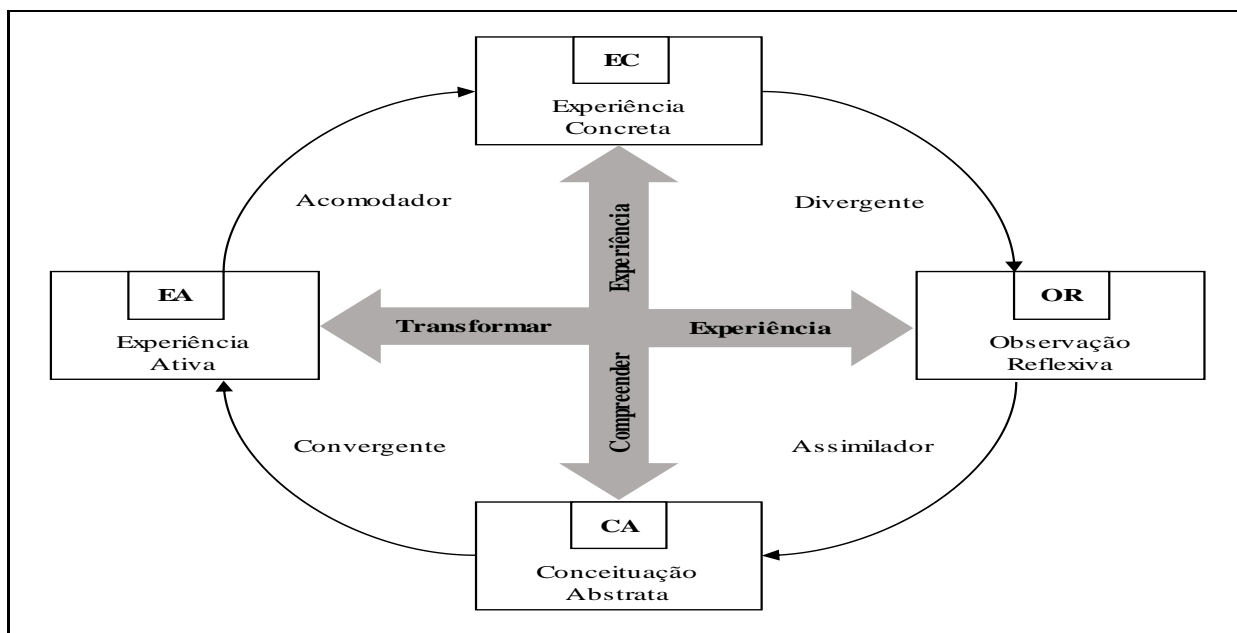 EC
Experiência
Concreta
Acomodador
Divergente
Experiência
EA
Experiência
Ativa
Transformar
Experiência
OR
Observação
Reflexiva
Compreender
Convergente
Assimilador
CA
Conceituação
Abstrata